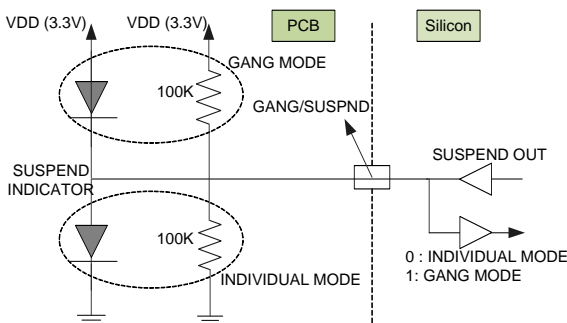 VDD (3.3V)
VDD (3.3V)
PCB
Silicon
GANG MODE
100K
GANG/SUSPND
SUSPEND OUT
SUSPEND
INDICATOR
100K
INDIVIDUAL MODE
0 : INDIVIDUAL MODE
1: GANG MODE